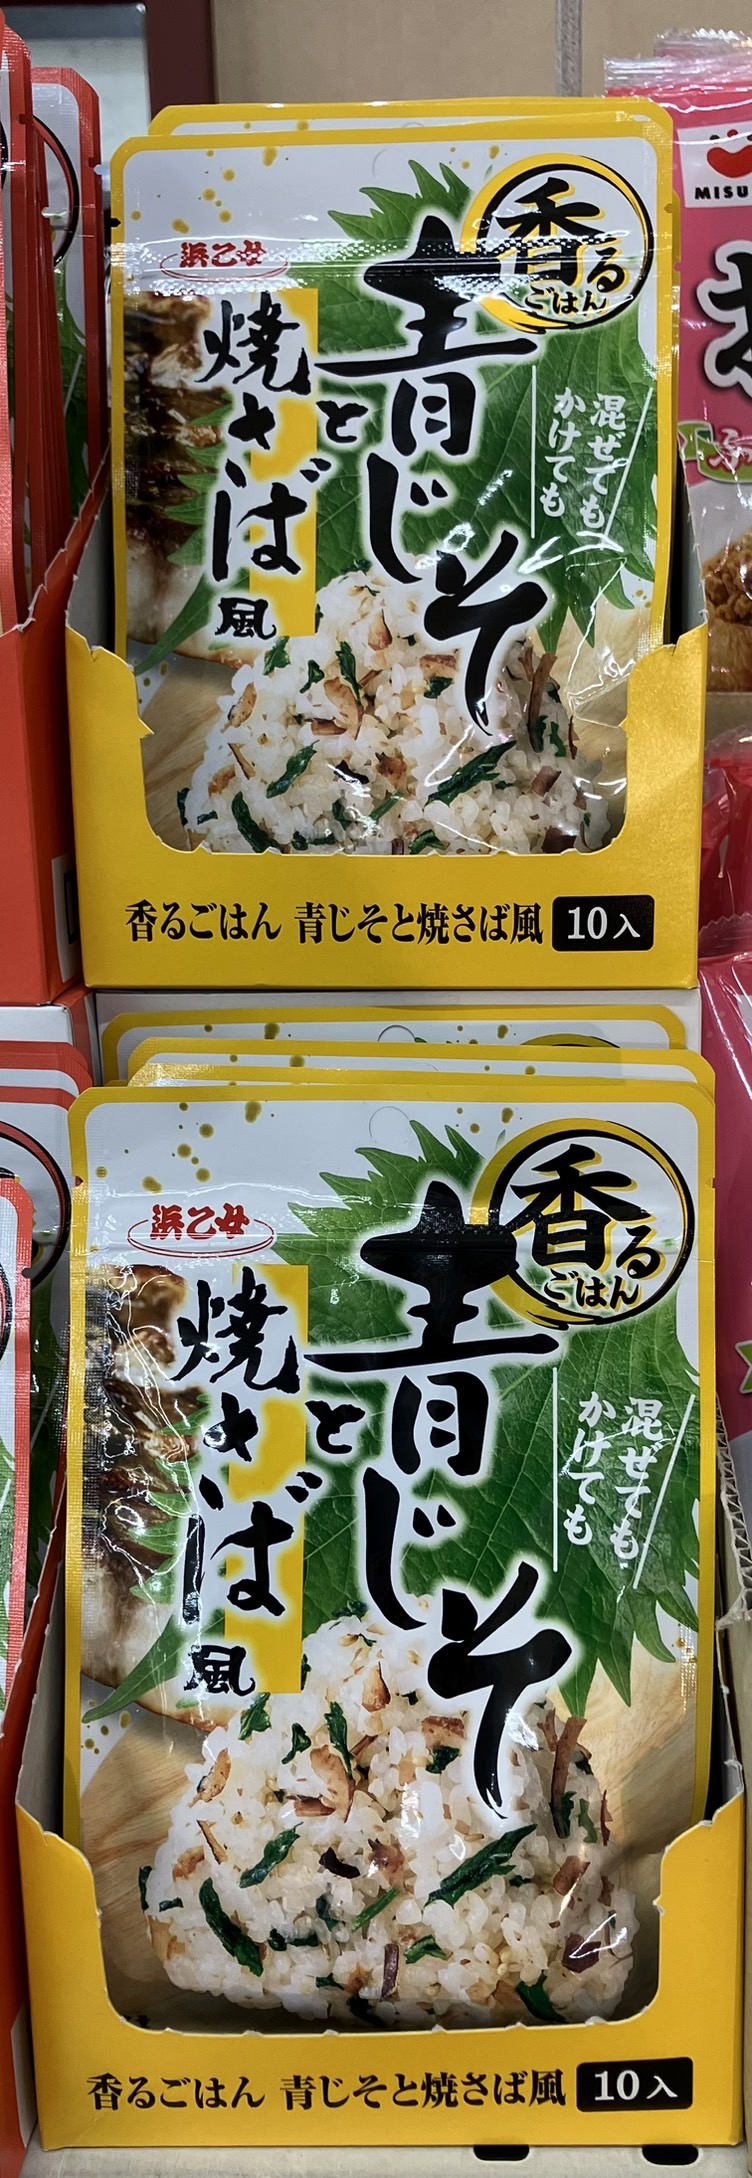 浜乙女
香る
ごはん
青じそ
と
焼さば
風
混ぜても
かけても
香るごはん 青じそと焼さば風 10入
MISU
浜乙女
香る
ごはん
青じそ
と
焼さば
風
混ぜても
かけても
香るごはん 青じそと焼さば風 10入